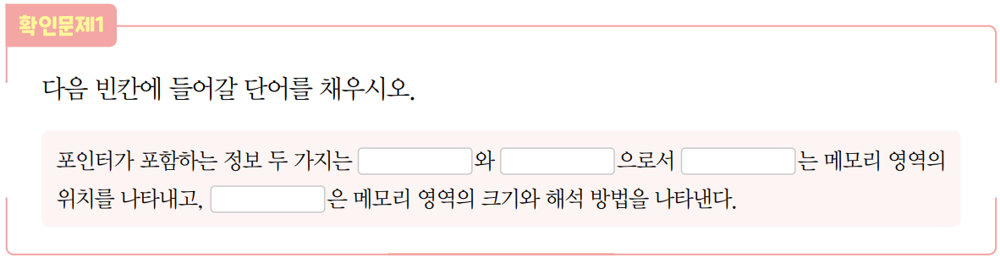 확인문제1
다음 빈칸에 들어갈 단어를 채우시오.
포인터가 포함하는 정보 두 가지는 와 으로서 는 메모리 영역의
위치를 나타내고, 은 메모리 영역의 크기와 해석 방법을 나타낸다.